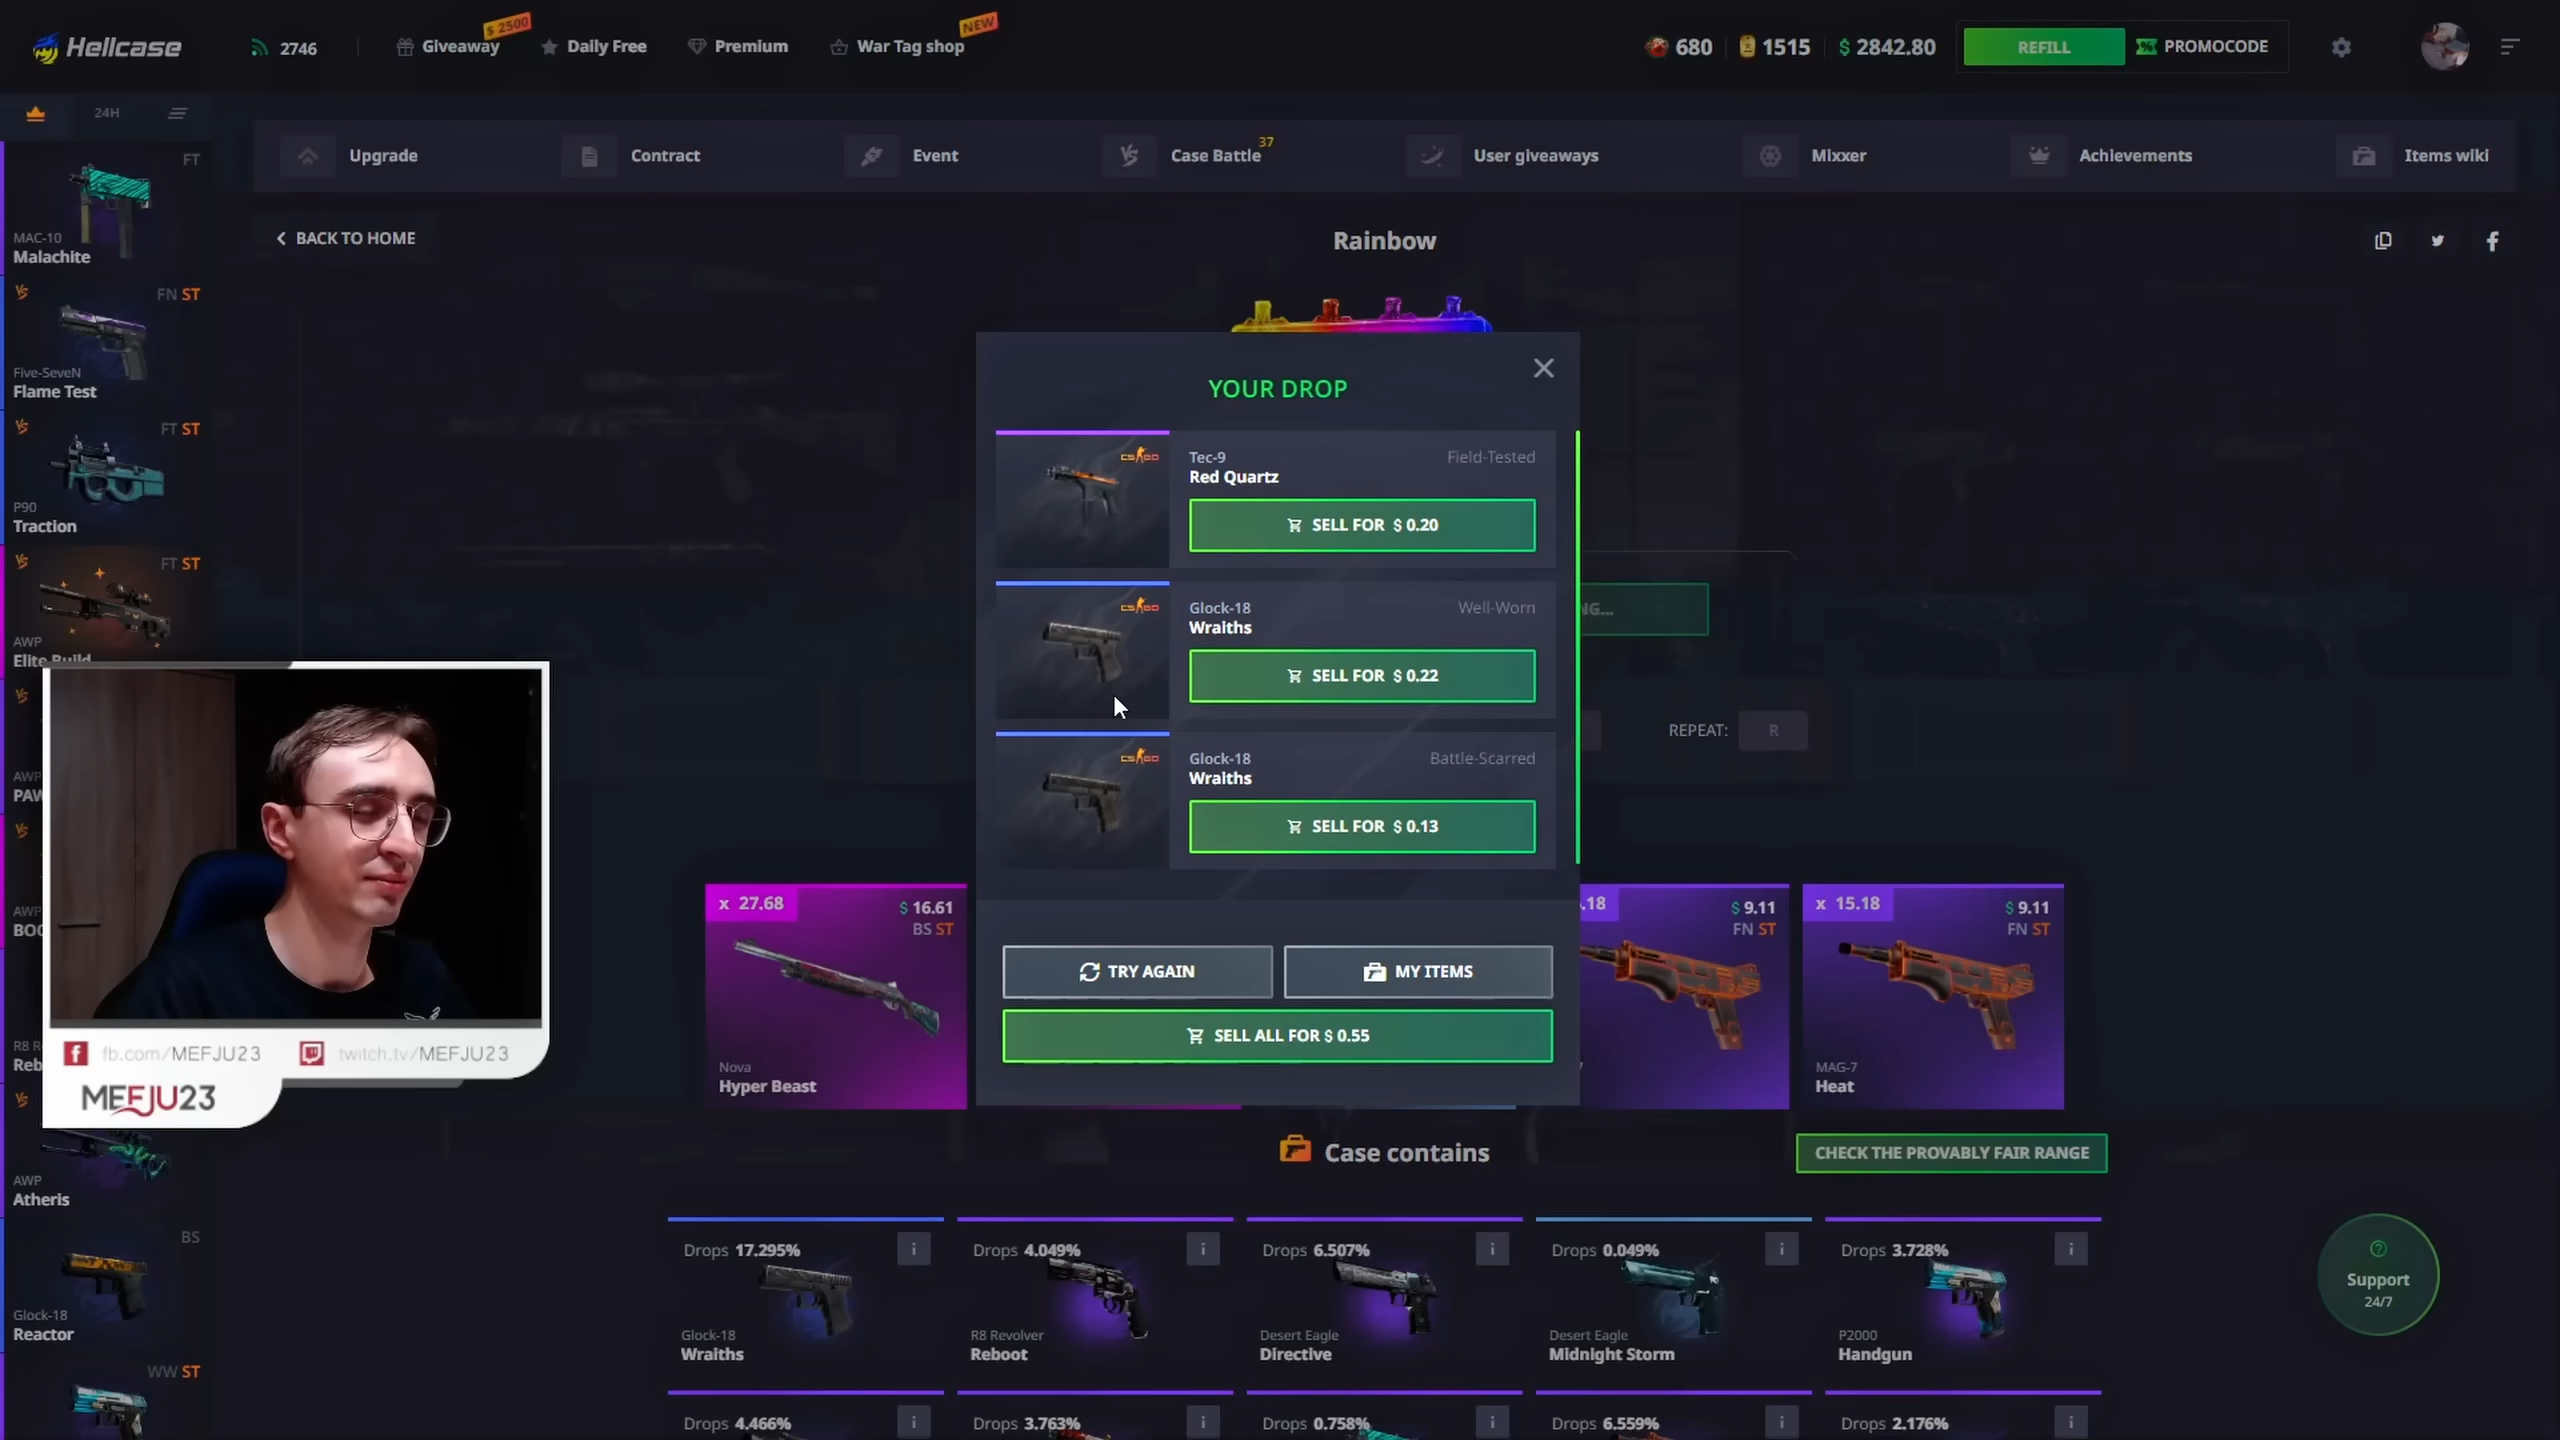 Hellcase
2746
Giveaway
$ 2500
Daily Free
Premium
War Tag shop
NEW
680
1515
$ 2842.80
REFILL
PROMOCODE
24H
Upgrade
Contract
Event
Case Battle
37
User giveaways
Mixxer
Achievements
Items wiki
BACK TO HOME
Rainbow
FT
MAC-10
Malachite
FN ST
Five-SeveN
Flame Test
FT ST
P90
Traction
FT ST
AWP
Elite Build
AWP
PAW
AWP
R8 R
Reb
AWP
Atheris
BS
Glock-18
Reactor
WW ST
fb.com/MEFJU23
twitch.tv/MEFJU23
MEFJU23
YOUR DROP
Tec-9
Field-Tested
Red Quartz
SELL FOR $ 0.20
Glock-18
Well-Worn
Wraiths
SELL FOR $ 0.22
Glock-18
Battle-Scarred
Wraiths
SELL FOR $ 0.13
TRY AGAIN
MY ITEMS
SELL ALL FOR $ 0.55
NG...
REPEAT: R
x 27.68
$ 16.61
BS ST
Nova
Hyper Beast
.18
$ 9.11
FN ST
x 15.18
$ 9.11
FN ST
MAG-7
Heat
Case contains
CHECK THE PROVABLY FAIR RANGE
Drops 17.295%
Glock-18
Wraiths
Drops 4.049%
R8 Revolver
Reboot
Drops 6.507%
Desert Eagle
Directive
Drops 0.049%
Desert Eagle
Midnight Storm
Drops 3.728%
P2000
Handgun
Drops 4.466%
Drops 3.763%
Drops 0.758%
Drops 6.559%
Drops 2.176%
Support
24/7